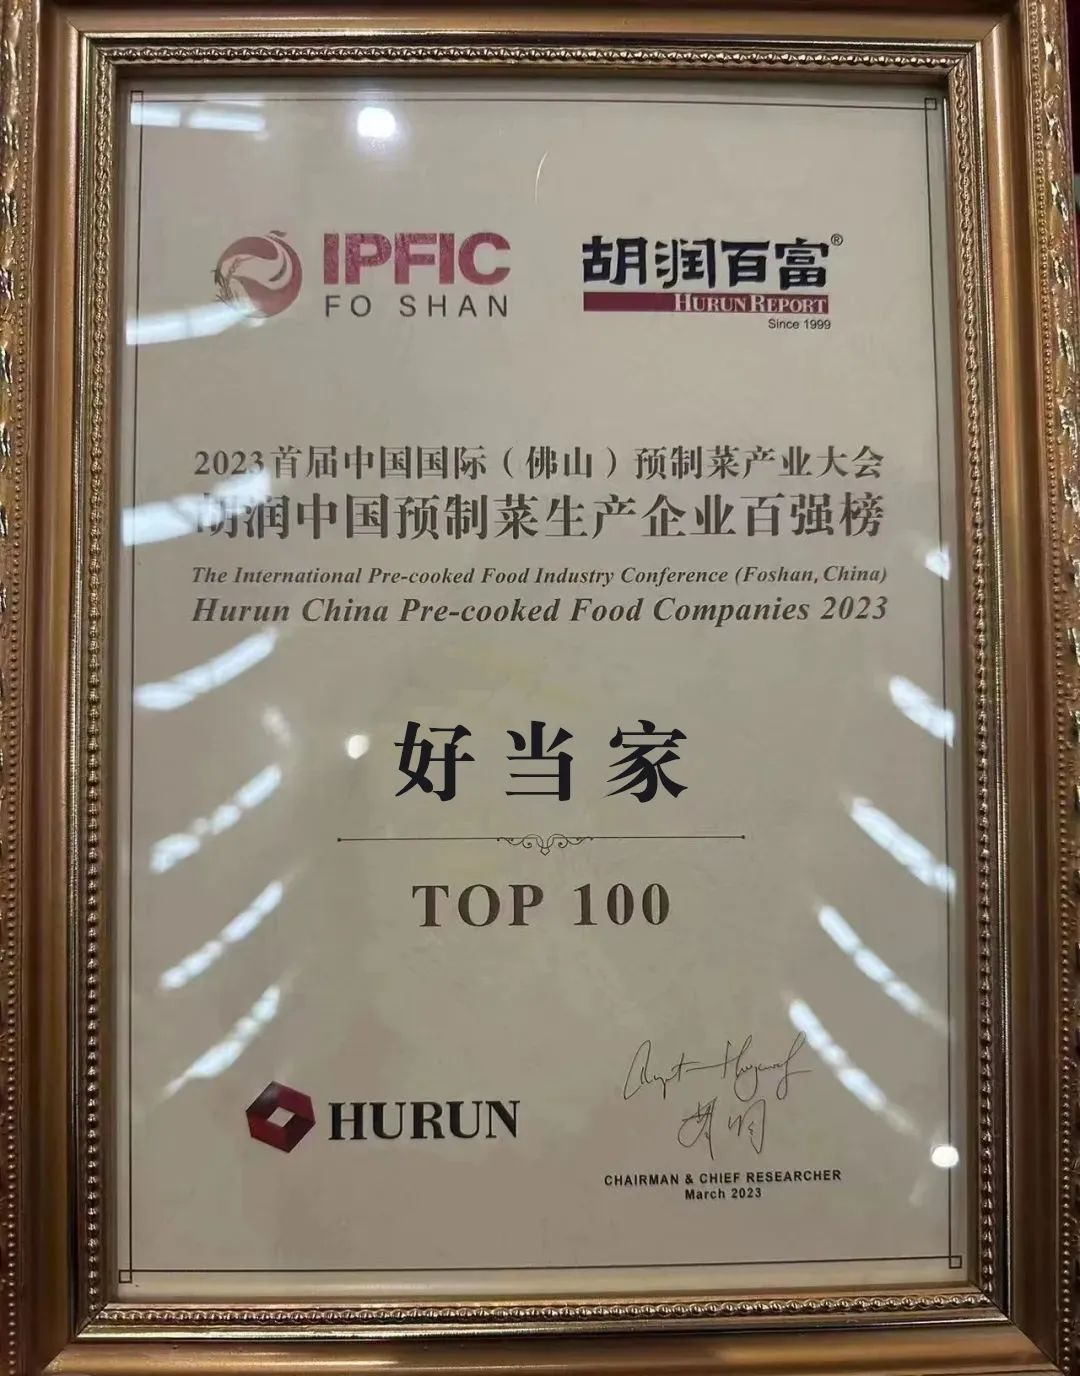 IPFIC
FO SHAN
胡润百富®
HURUN REPORT
Since 1999
2023首届中国国际（佛山）预制菜产业大会
胡润中国预制菜生产企业百强榜
The International Pre-cooked Food Industry Conference (Foshan, China)
Hurun China Pre-cooked Food Companies 2023
好当家
TOP 100
HURUN
胡润
CHAIRMAN & CHIEF RESEARCHER
March 2023